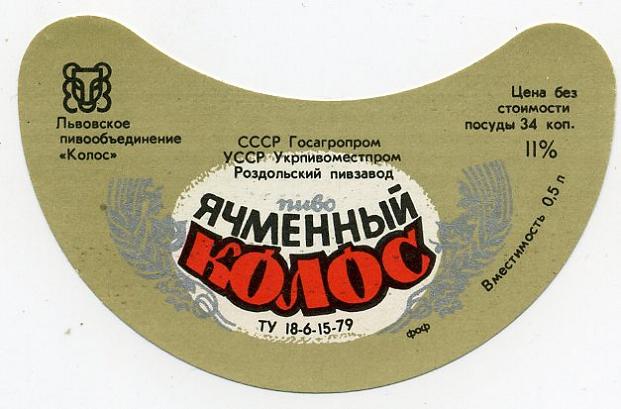 Львовское
пивообъединение
«Колос»
СССР Госагропром
УССР Укрпивоместпром
Роздольский пивзавод
пиво
ЯЧМЕННЫЙ
КОЛОС
ТУ 18-6-15-79
Цена без
стоимости
посуды 34 коп.
11%
Вместимость 0,5 л
фоф